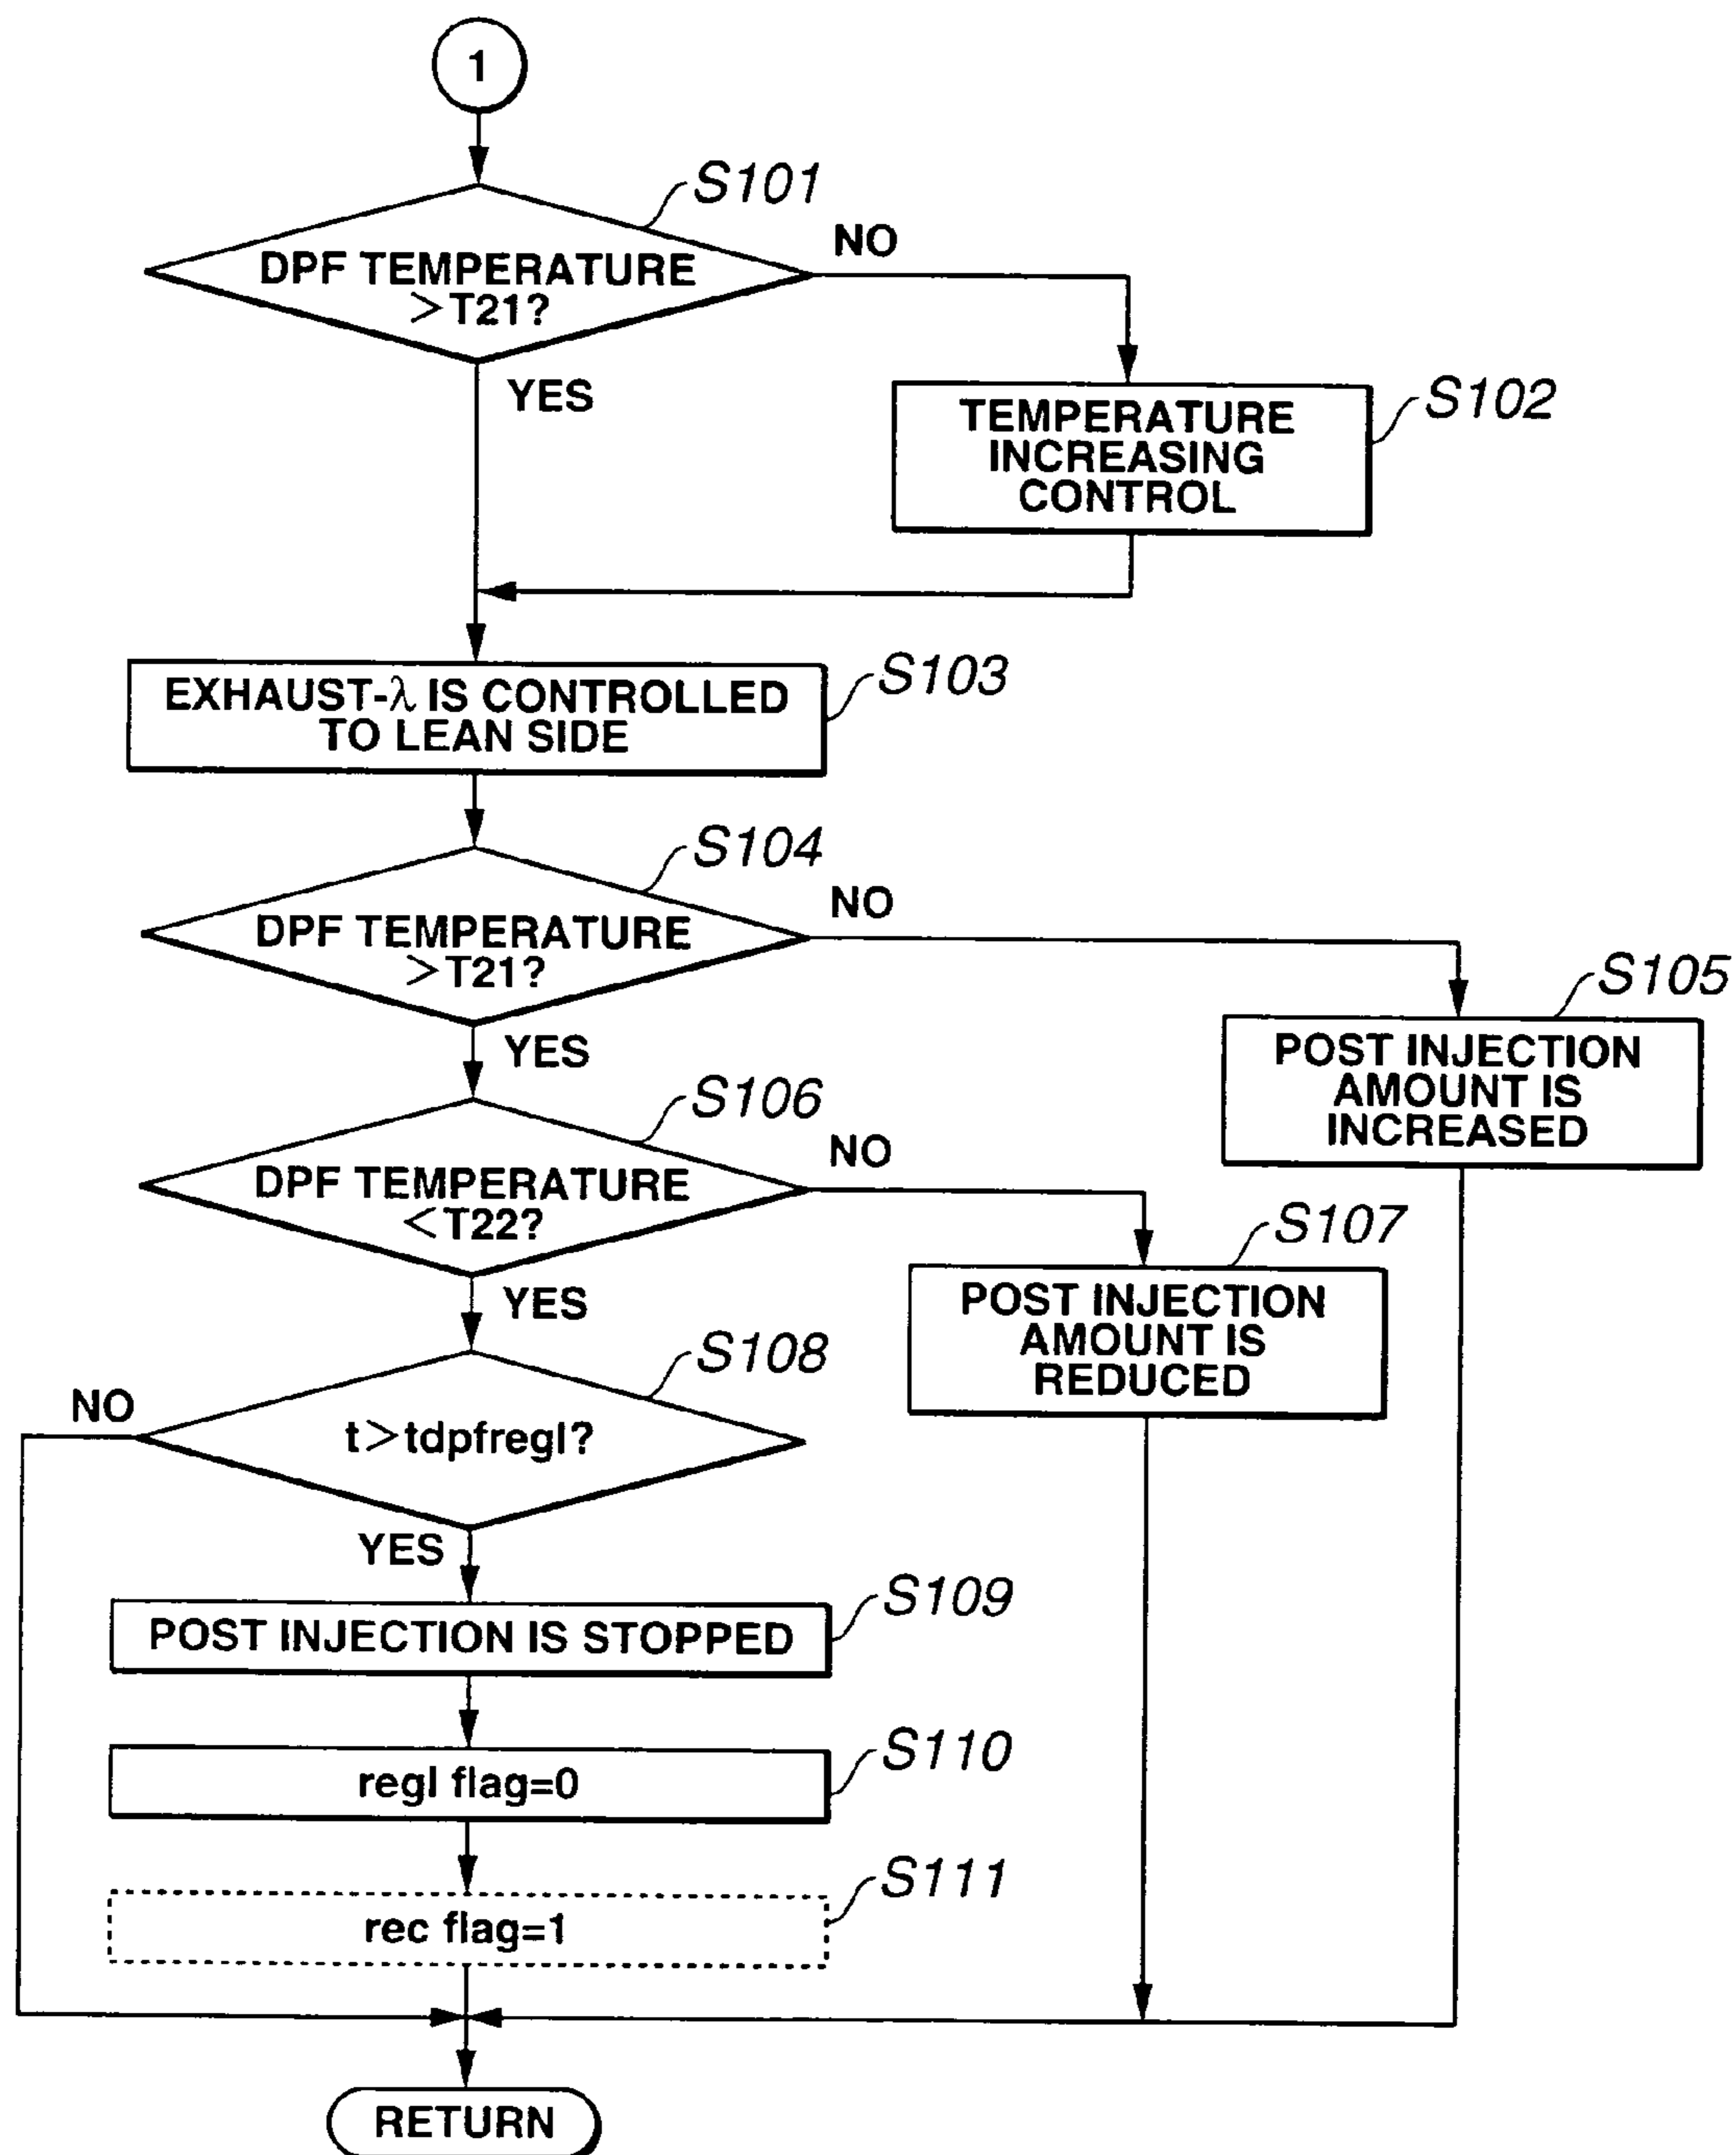 1
S101
DPF TEMPERATURE
>T21?
NO
YES
S102
TEMPERATURE
INCREASING
CONTROL
S103
EXHAUST-λ IS CONTROLLED
TO LEAN SIDE
S104
DPF TEMPERATURE
>T21?
NO
YES
S105
POST INJECTION
AMOUNT IS
INCREASED
S106
DPF TEMPERATURE
<T22?
NO
YES
S107
POST INJECTION
AMOUNT IS
REDUCED
S108
NO
t>tdpfregl?
YES
S109
POST INJECTION IS STOPPED
S110
regl flag=0
S111
rec flag=1
RETURN